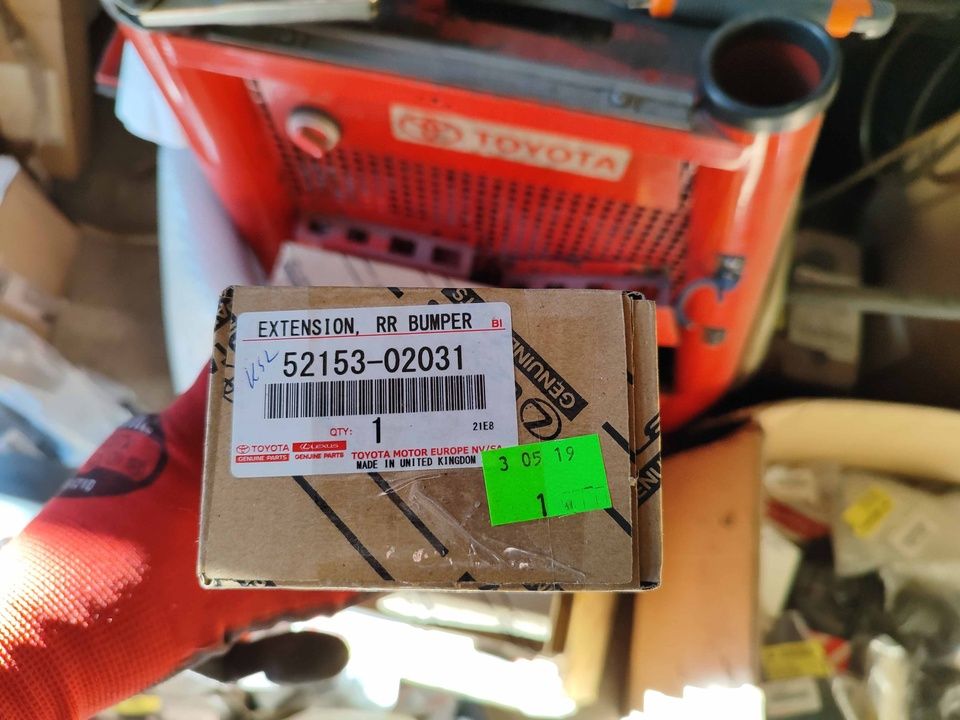 TOYOTA
EXTENSION, RR BUMPER BI
KSL
52153-02031
QTY: 1 21E8
TOYOTA LEXUS
GENUINE PARTS GENUINE PARTS
TOYOTA MOTOR EUROPE NV/SA
MADE IN UNITED KINGDOM
GENUINE
3 05 19
1